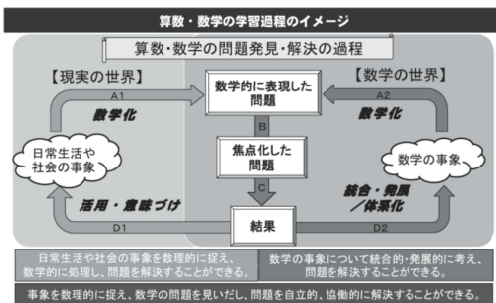 算数・数学の学習過程のイメージ
算数・数学の問題発見・解決の過程
【現実の世界】
【数学の世界】
A1
数学的に表現した
問題
A2
数学化
数学化
B
日常生活や
社会の事象
焦点化した
問題
数学の事象
C
活用・意味づけ
統合・発展
／体系化
結果
D1
D2
日常生活や社会の事象を数理的に捉え、
数学的に処理し、問題を解決することができる。
数学の事象について統合的・発展的に考え、
問題を解決することができる。
事象を数理的に捉え、数学の問題を見いだし、問題を自立的、協働的に解決することができる。